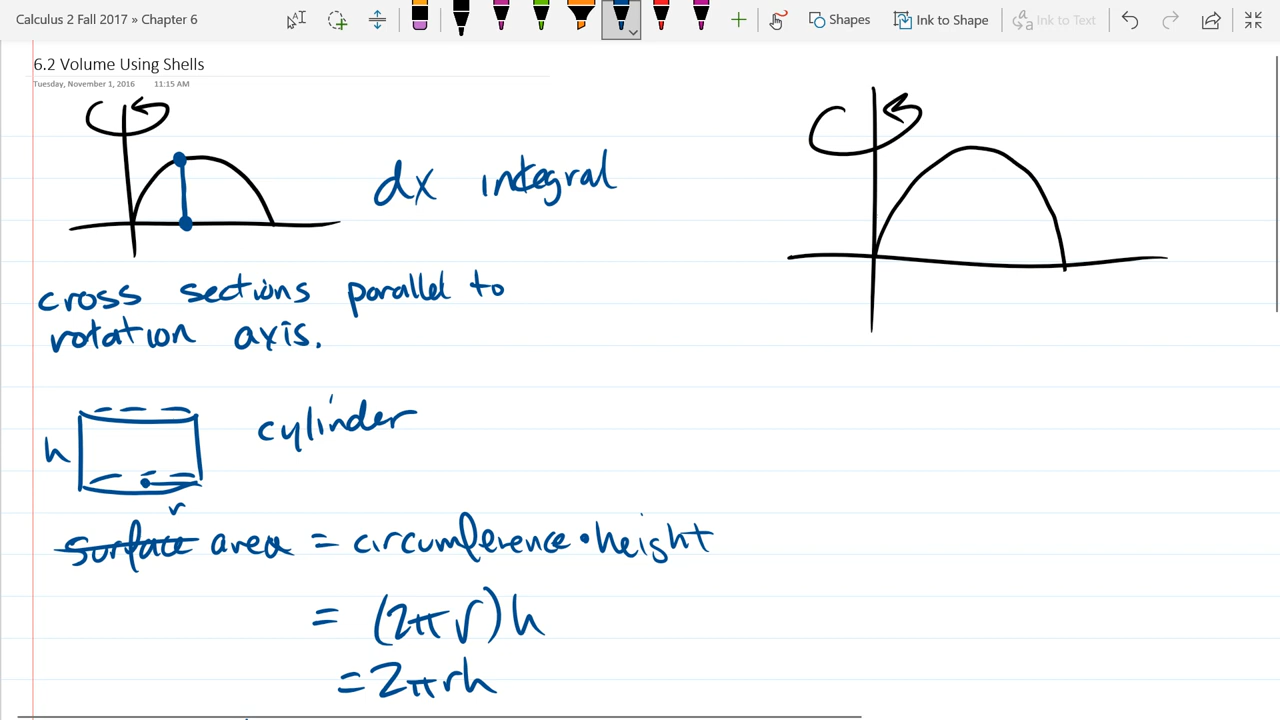 Calculus 2 Fall 2017 » Chapter 6
Shapes
Ink to Shape
Ink to Text
6.2 Volume Using Shells
Tuesday, November 1, 2016 11:15 AM
dx integral
cross sections parallel to
rotation axis.
h
cylinder
r
surface area = circumference • height
= (2πr)h
= 2πrh